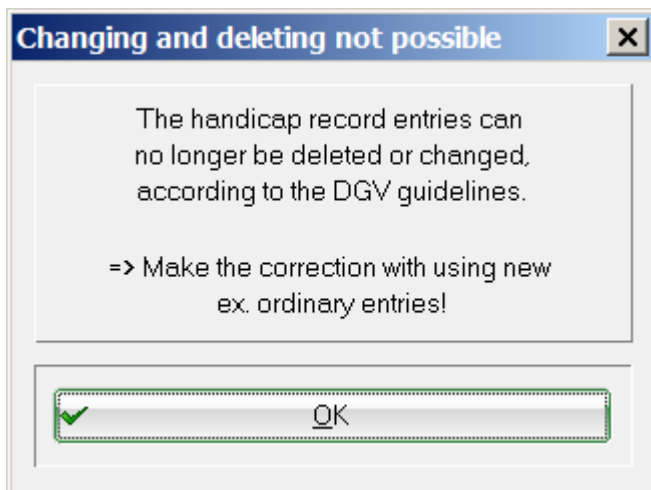 Changing and deleting not possible
The handicap record entries can
no longer be deleted or changed,
according to the DGV guidelines.
=> Make the correction with using new
ex. ordinary entries!
OK